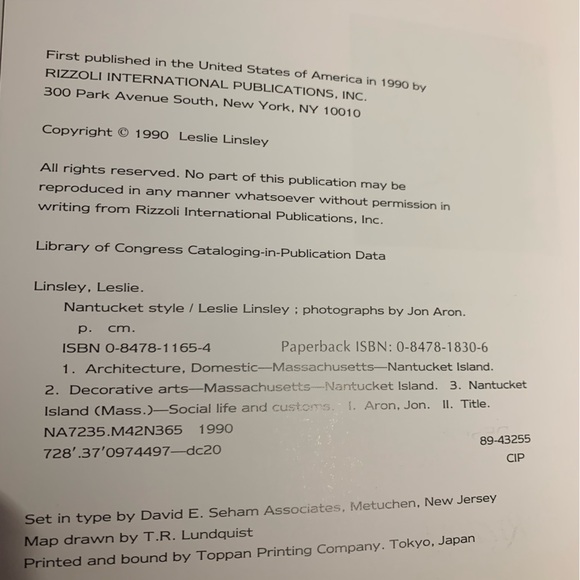 First published in the United States of America in 1990 by
RIZZOLI INTERNATIONAL PUBLICATIONS, INC.
300 Park Avenue South, New York, NY 10010
Copyright © 1990 Leslie Linsley
All rights reserved. No part of this publication may be
reproduced in any manner whatsoever without permission in
writing from Rizzoli International Publications, Inc.
Library of Congress Cataloging-in-Publication Data
Linsley, Leslie.
Nantucket style / Leslie Linsley ; photographs by Jon Aron.
p. cm.
ISBN 0-8478-1165-4 Paperback ISBN: 0-8478-1830-6
1. Architecture, Domestic—Massachusetts—Nantucket Island.
2. Decorative arts—Massachusetts—Nantucket Island. 3. Nantucket
Island (Mass.)—Social life and customs. I. Aron, Jon. II. Title.
NA7235.M42N365 1990
728′.37′0974497—dc20 89-43255
CIP
Set in type by David E. Seham Associates, Metuchen, New Jersey
Map drawn by T.R. Lundquist
Printed and bound by Toppan Printing Company. Tokyo, Japan